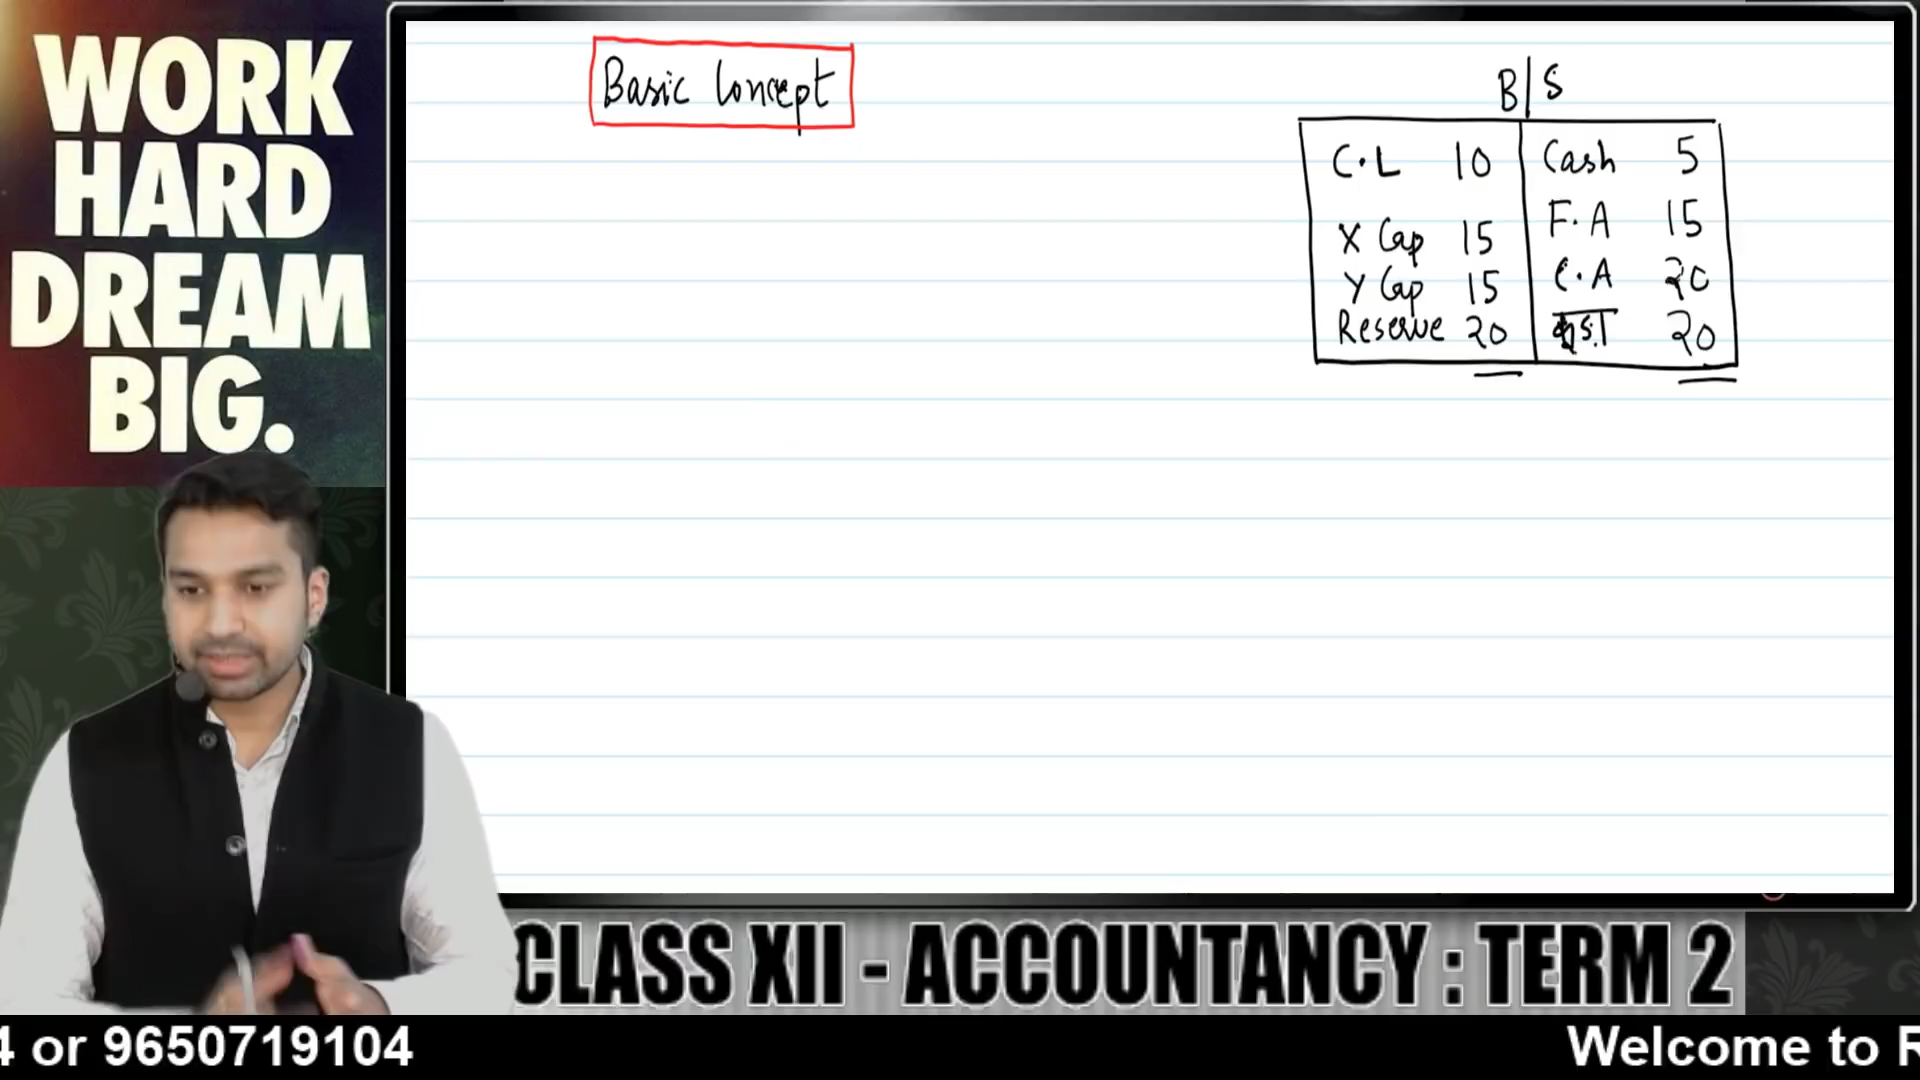 WORK
HARD
DREAM
BIG.
Basic Concept
B/S
C.L 10 Cash 5
X Cap 15 F.A 15
Y Cap 15 C.A 20
Reserve 20 20
CLASS XII - ACCOUNTANCY : TERM 2
4 or 9650719104
Welcome to